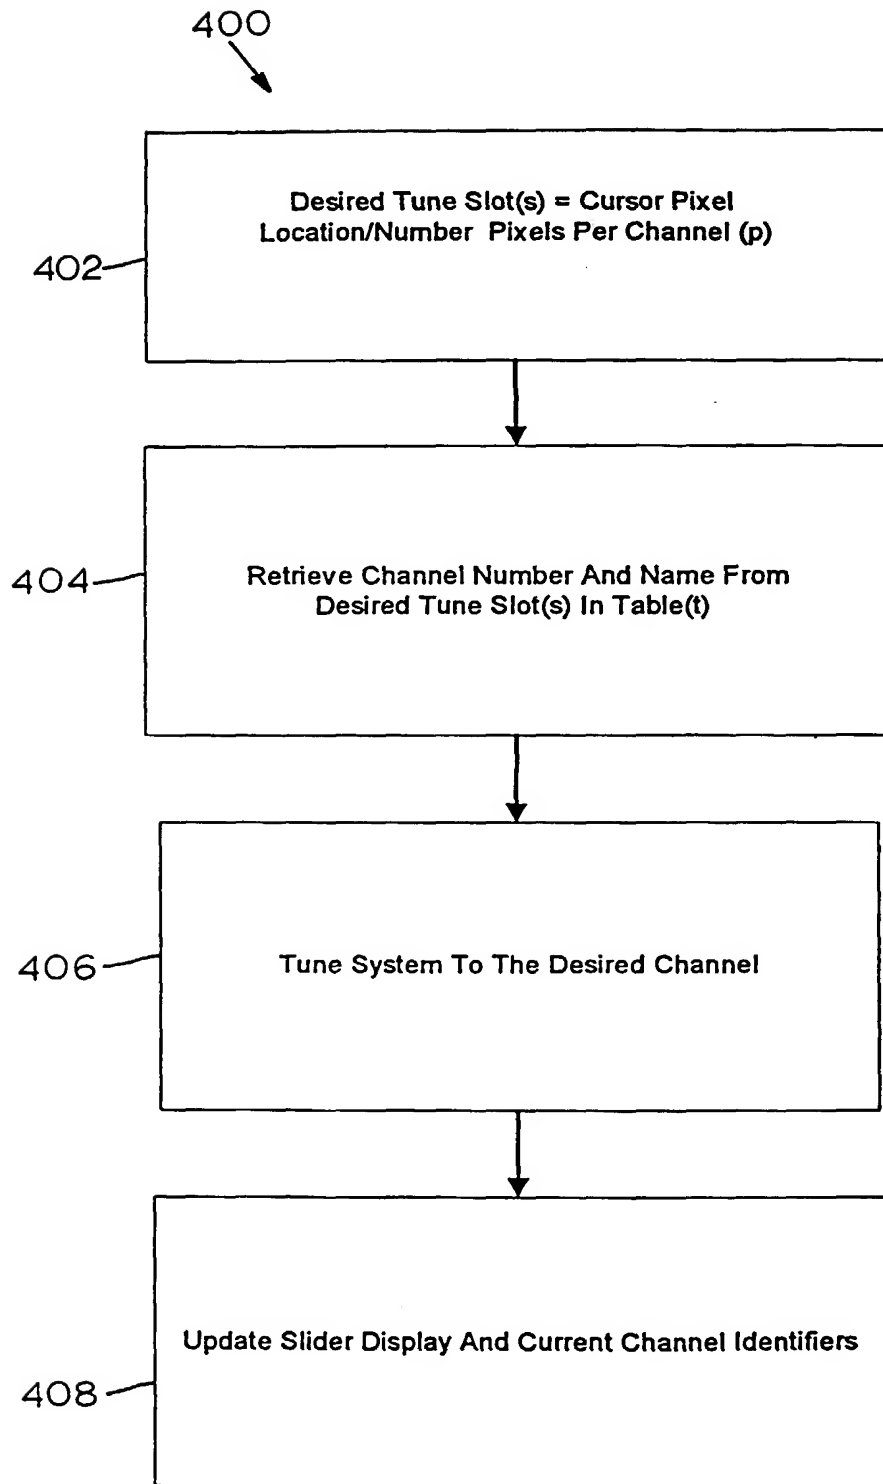 400
Desired Tune Slot(s) = Cursor Pixel
Location/Number Pixels Per Channel (p)
402
Retrieve Channel Number And Name From
Desired Tune Slot(s) In Table(t)
404
Tune System To The Desired Channel
406
Update Slider Display And Current Channel Identifiers
408